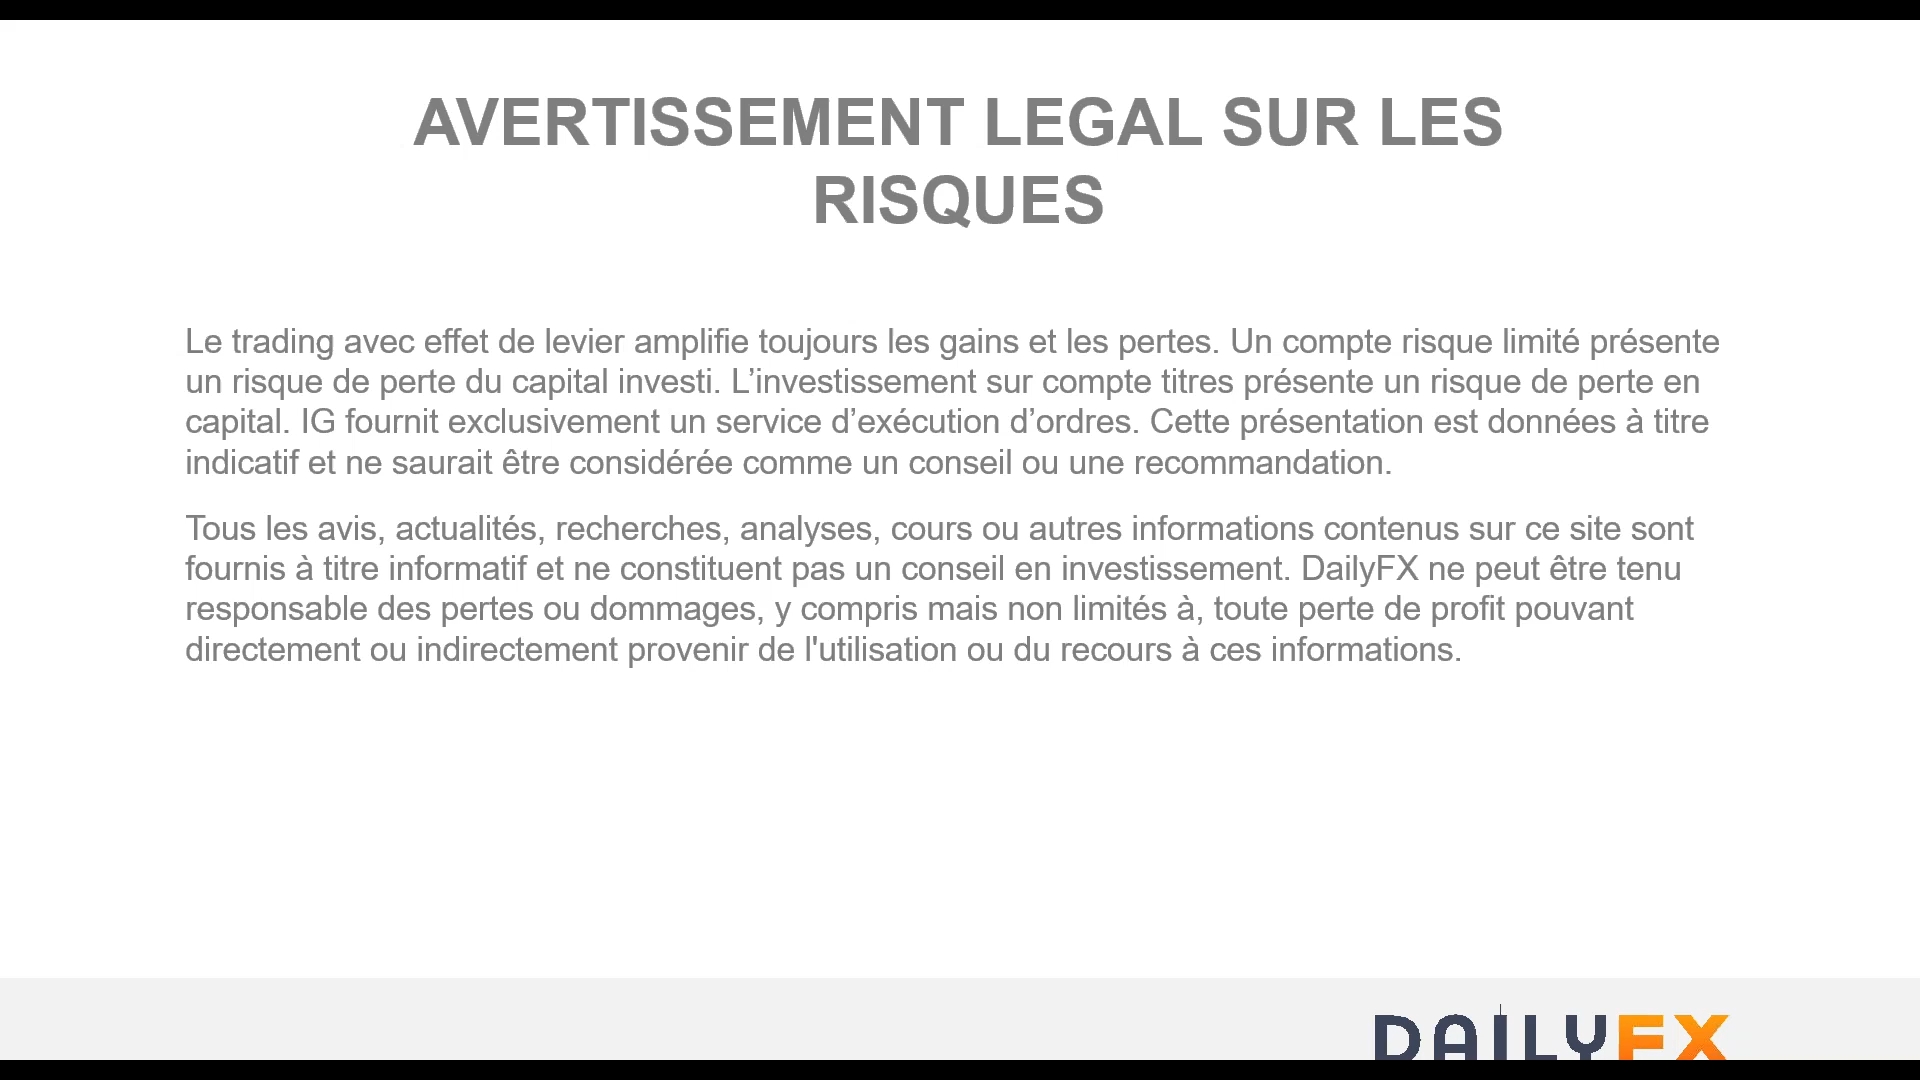 AVERTISSEMENT LEGAL SUR LES
RISQUES
Le trading avec effet de levier amplifie toujours les gains et les pertes. Un compte risque limité présente
un risque de perte du capital investi. L’investissement sur compte titres présente un risque de perte en
capital. IG fournit exclusivement un service d’exécution d’ordres. Cette présentation est données à titre
indicatif et ne saurait être considérée comme un conseil ou une recommandation.
Tous les avis, actualités, recherches, analyses, cours ou autres informations contenus sur ce site sont
fournis à titre informatif et ne constituent pas un conseil en investissement. DailyFX ne peut être tenu
responsable des pertes ou dommages, y compris mais non limités à, toute perte de profit pouvant
directement ou indirectement provenir de l'utilisation ou du recours à ces informations.
DAILYFX